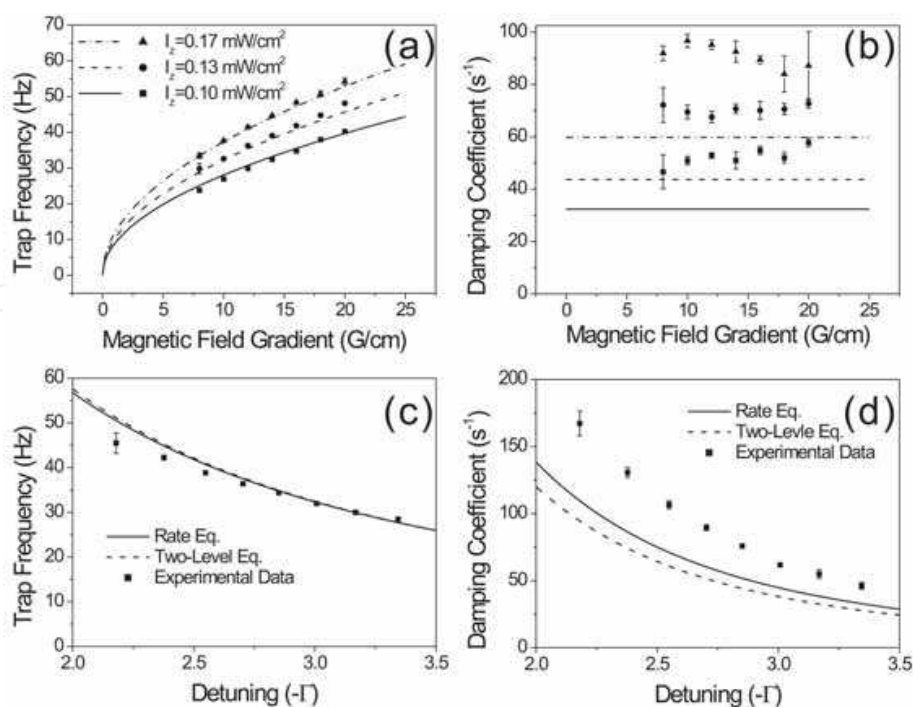 (a)
I_z=0.17 mW/cm²
I_z=0.13 mW/cm²
I_z=0.10 mW/cm²
Trap Frequency (Hz)
70
60
50
40
30
20
10
0
0 5 10 15 20 25
Magnetic Field Gradient (G/cm)
(b)
Damping Coefficient (s⁻¹)
100
80
60
40
20
0
0 5 10 15 20 25
Magnetic Field Gradient (G/cm)
(c)
Trap Frequency (Hz)
60
50
40
30
20
10
0
Rate Eq.
Two-Level Eq.
Experimental Data
2.0 2.5 3.0 3.5
Detuning (-Γ)
(d)
Damping Coefficient (s⁻¹)
200
150
100
50
0
Rate Eq.
Two-Levle Eq.
Experimental Data
2.0 2.5 3.0 3.5
Detuning (-Γ)